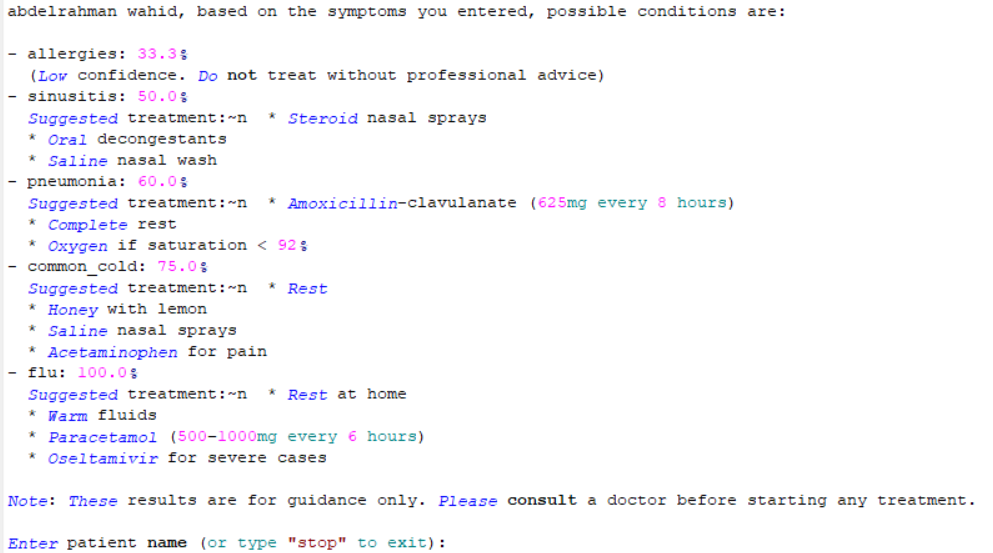 abdelrahman wahid, based on the symptoms you entered, possible conditions are:
- allergies: 33.3%
(Low confidence. Do not treat without professional advice)
- sinusitis: 50.0%
Suggested treatment:~n * Steroid nasal sprays
* Oral decongestants
* Saline nasal wash
- pneumonia: 60.0%
Suggested treatment:~n * Amoxicillin-clavulanate (625mg every 8 hours)
* Complete rest
* Oxygen if saturation < 92%
- common_cold: 75.0%
Suggested treatment:~n * Rest
* Honey with lemon
* Saline nasal sprays
* Acetaminophen for pain
- flu: 100.0%
Suggested treatment:~n * Rest at home
* Warm fluids
* Paracetamol (500-1000mg every 6 hours)
* Oseltamivir for severe cases
Note: These results are for guidance only. Please consult a doctor before starting any treatment.
Enter patient name (or type "stop" to exit):